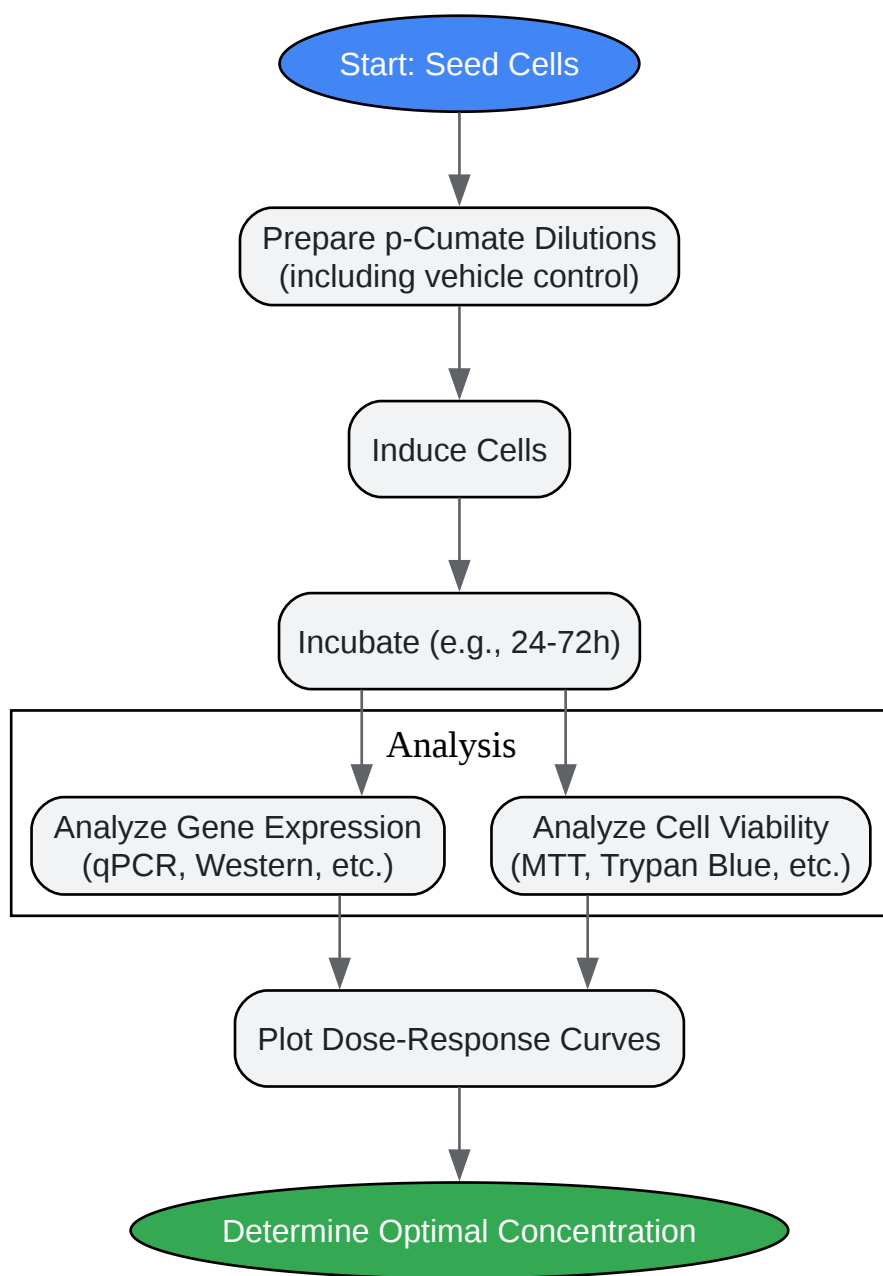 Start: Seed Cells
Prepare p-Cumate Dilutions
(including vehicle control)
Induce Cells
Incubate (e.g., 24-72h)
Analysis
Analyze Gene Expression
(qPCR, Western, etc.)
Analyze Cell Viability
(MTT, Trypan Blue, etc.)
Plot Dose-Response Curves
Determine Optimal Concentration